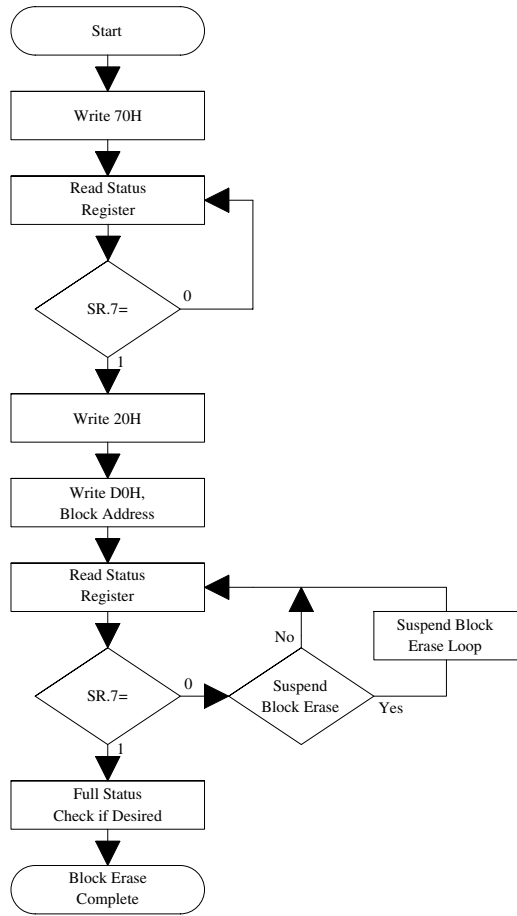 Start
Write 70H
Read Status
Register
SR.7=
0
1
Write 20H
Write D0H,
Block Address
Read Status
Register
SR.7=
0
1
Suspend
Block Erase
No
Yes
Suspend Block
Erase Loop
Full Status
Check if Desired
Block Erase
Complete